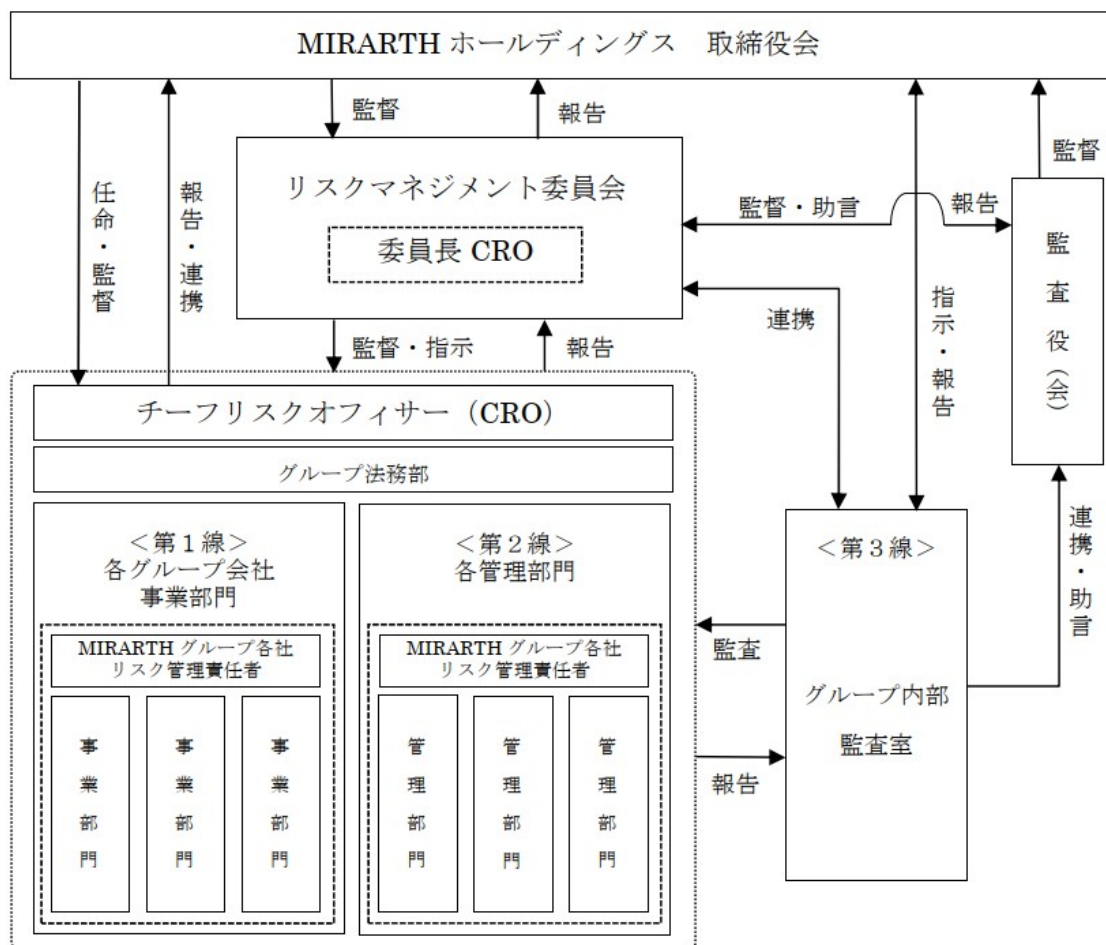 MIRARTH ホールディングス 取締役会
監督
報告
監督
任命・監督
報告・連携
リスクマネジメント委員会
委員長 CRO
監督・助言
報告
監査役(会)
連携
指示・報告
監督・指示
報告
チーフリスクオフィサー（CRO）
グループ法務部
＜第１線＞
各グループ会社
事業部門
MIRARTH グループ各社
リスク管理責任者
事業部門
事業部門
事業部門
＜第２線＞
各管理部門
MIRARTH グループ各社
リスク管理責任者
管理部門
管理部門
管理部門
監査
報告
＜第３線＞
グループ内部
監査室
連携・助言